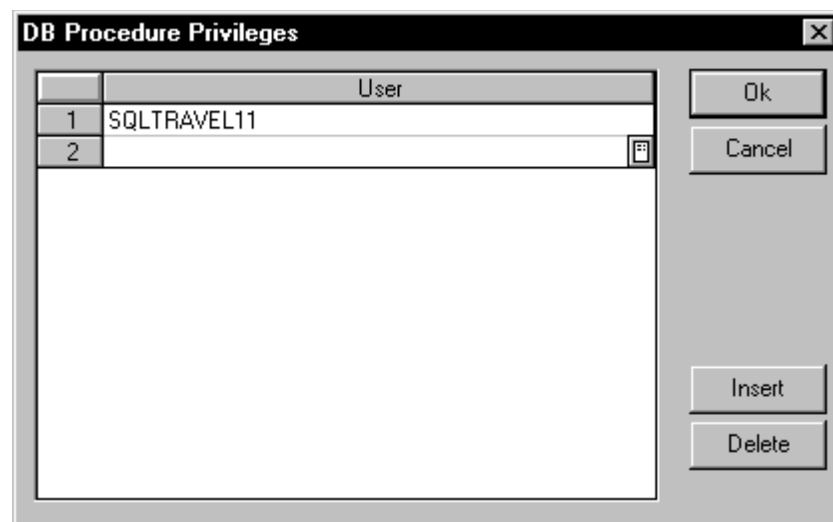 DB Procedure Privileges
User
1 SQLTRAVEL11
2
Ok
Cancel
Insert
Delete